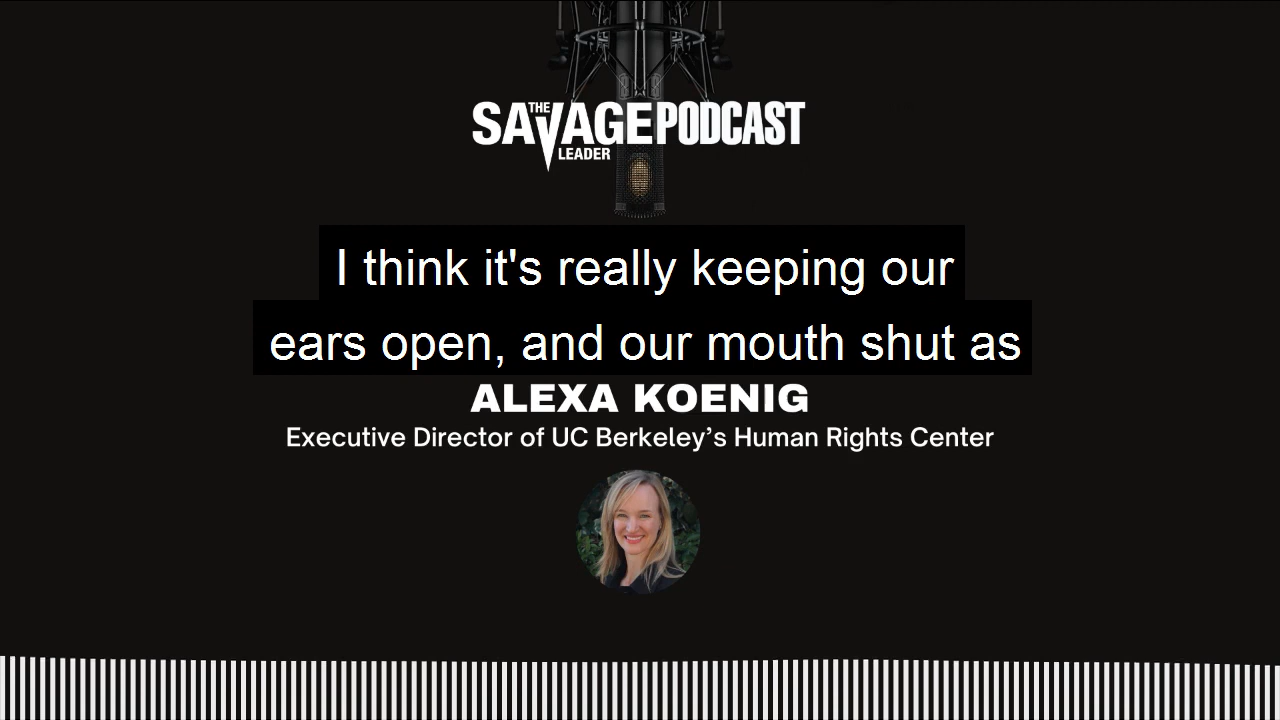 THE SAVAGE PODCAST
LEADER
I think it's really keeping our
ears open, and our mouth shut as
ALEXA KOENIG
Executive Director of UC Berkeley’s Human Rights Center